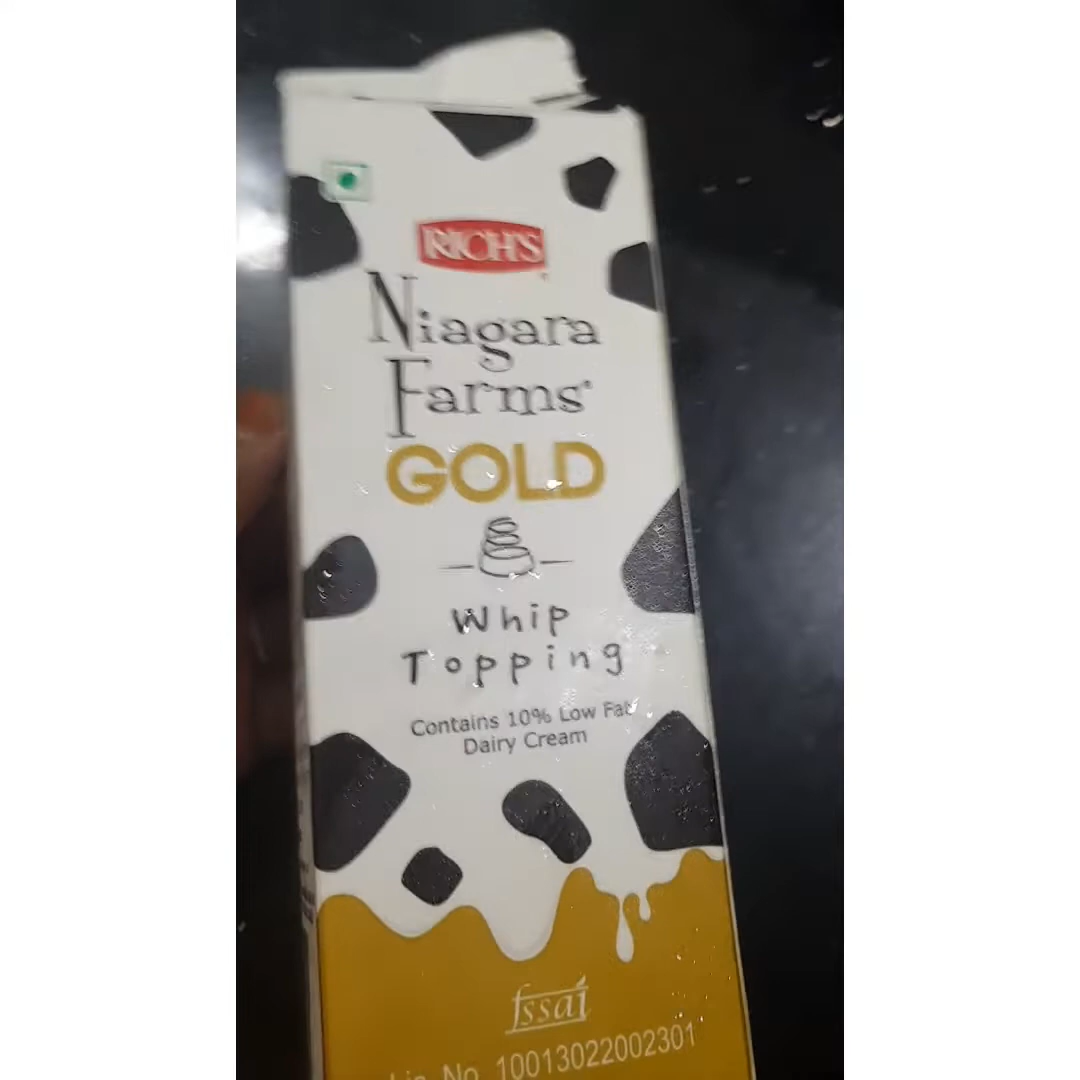 RICH'S
Niagara
Farms
GOLD
Whip
Topping
Contains 10% Low Fat
Dairy Cream
fssai
Lic. No. 10013022002301